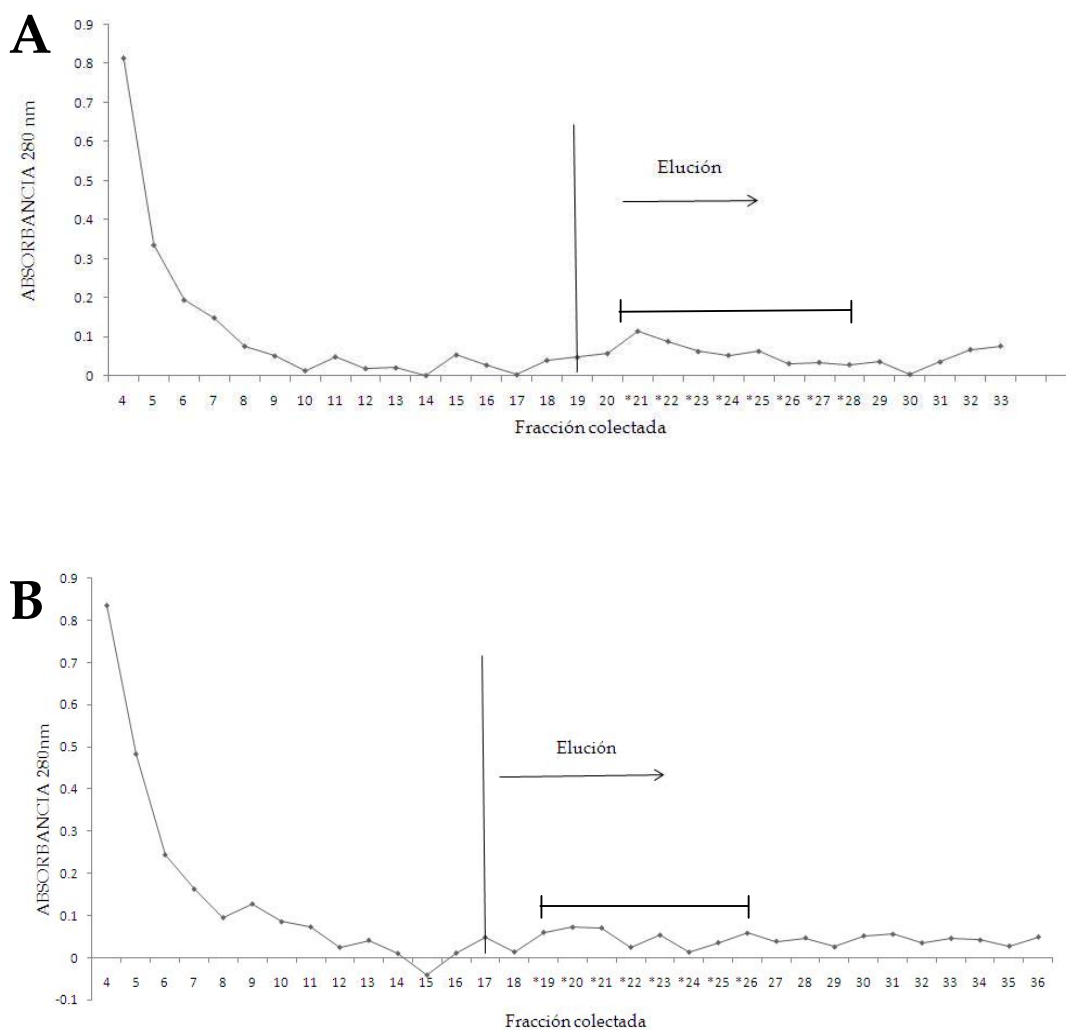 A
ABSORBANCIA 280 nm
0.9
0.8
0.7
0.6
0.5
0.4
0.3
0.2
0.1
0
Elución
4 5 6 7 8 9 10 11 12 13 14 15 16 17 18 19 20 *21 *22 *23 *24 *25 *26 *27 *28 29 30 31 32 33
Fracción colectada
B
ABSORBANCIA 280nm
0.9
0.8
0.7
0.6
0.5
0.4
0.3
0.2
0.1
0
-0.1
Elución
4 5 6 7 8 9 10 11 12 13 14 15 16 17 18 *19 *20 *21 *22 *23 *24 *25 *26 27 28 29 30 31 32 33 34 35 36
Fracción colectada